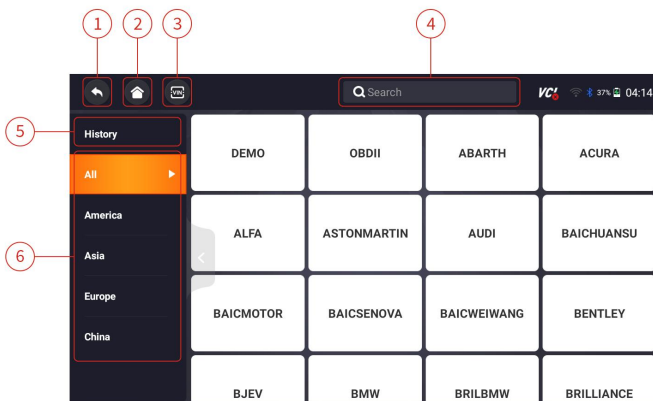 1 2 3 4
VIN Search VCI 37% 04:14
5 History DEMO OBDII ABARTH ACURA
All
America ALFA ASTONMARTIN AUDI BAICHUANSU
6 Asia
Europe BAICMOTOR BAICSENOVA BAICWEIWANG BENTLEY
China
BJEV BMW BRILBMW BRILLIANCE